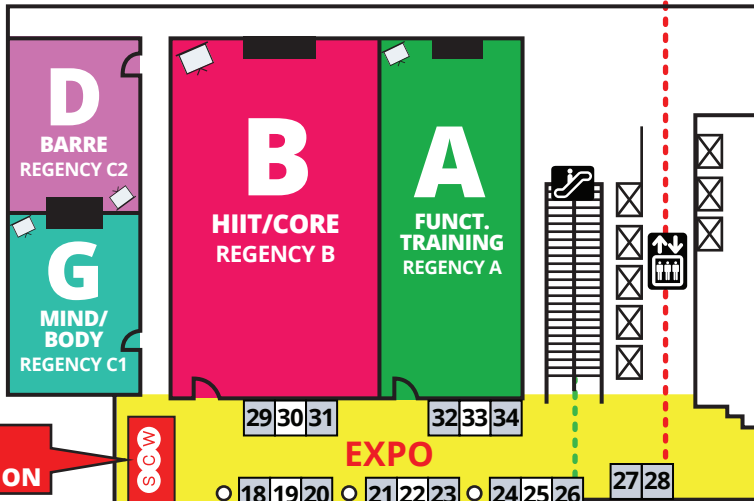 D
BARRE
REGENCY C2
G
MIND/
BODY
REGENCY C1
B
HIIT/CORE
REGENCY B
A
FUNCT.
TRAINING
REGENCY A
29 30 31
32 33 34
EXPO
SCW
ON
18 19 20
21 22 23
24 25 26
27 28